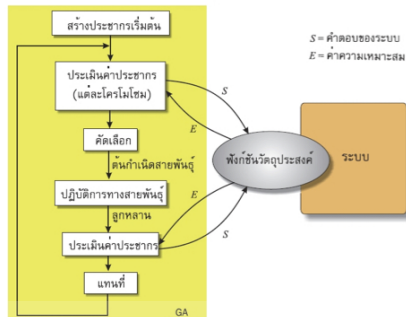 สร้างประชากรเริ่มต้น
S = คำตอบของระบบ
E = ค่าความเหมาะสม
ประเมินค่าประชากร
(แต่ละโครโมโซม)
S
E
คัดเลือก
ต้นกำเนิดสายพันธุ์
ฟังก์ชันวัตถุประสงค์
ระบบ
ปฏิบัติการทางสายพันธุ์
E
ลูกหลาน
ประเมินค่าประชากร
S
แทนที่
GA